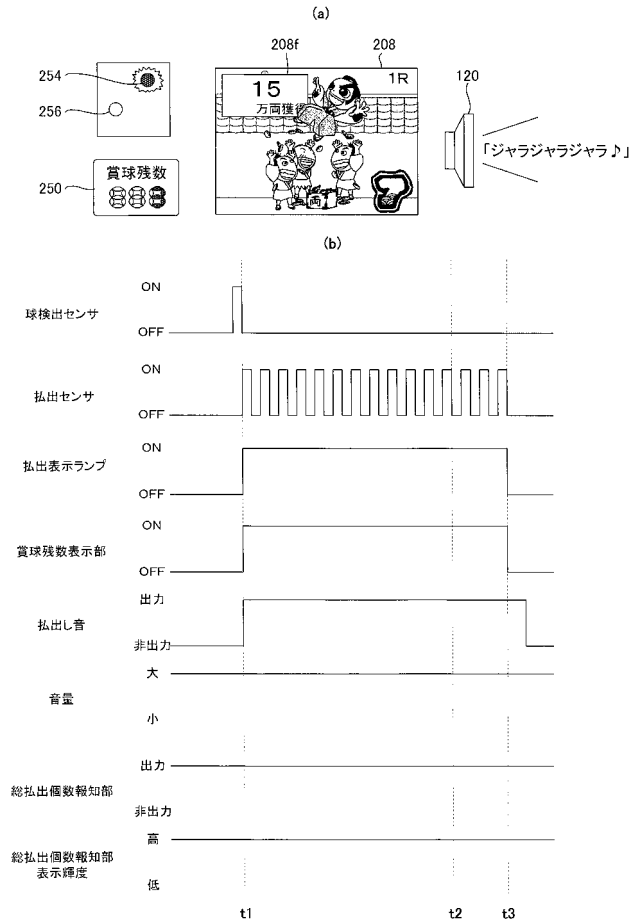 (a)
254
256
250
賞球残数
208f
208
1R
15
万両獲得
両
120
「ジャラジャラジャラ♪」
(b)
球検出センサ
ON
OFF
払出センサ
ON
OFF
払出表示ランプ
ON
OFF
賞球残数表示部
ON
OFF
払出し音
出力
非出力
音量
大
小
総払出個数報知部
出力
非出力
総払出個数報知部
表示輝度
高
低
t1
t2
t3